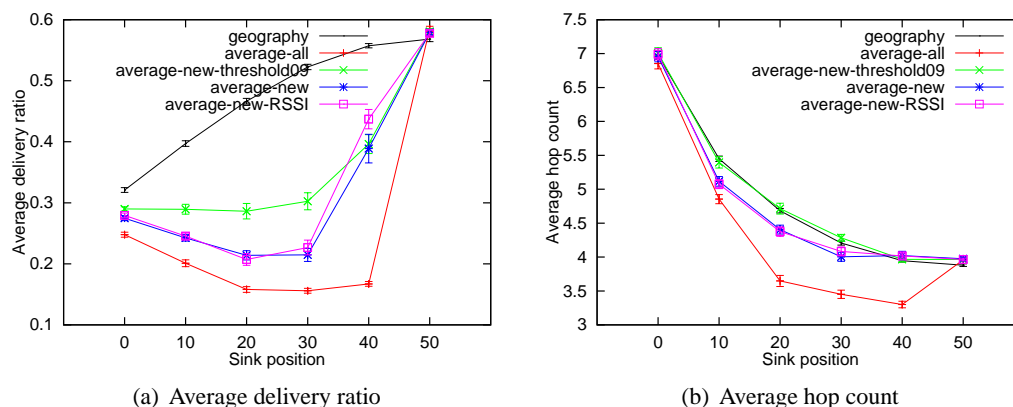 0.6
0.5
0.4
0.3
0.2
0.1
Average delivery ratio
geography
average-all
average-new-threshold09
average-new
average-new-RSSI
0 10 20 30 40 50
Sink position
(a) Average delivery ratio
7.5
7
6.5
6
5.5
5
4.5
4
3.5
3
Average hop count
geography
average-all
average-new-threshold09
average-new
average-new-RSSI
0 10 20 30 40 50
Sink position
(b) Average hop count